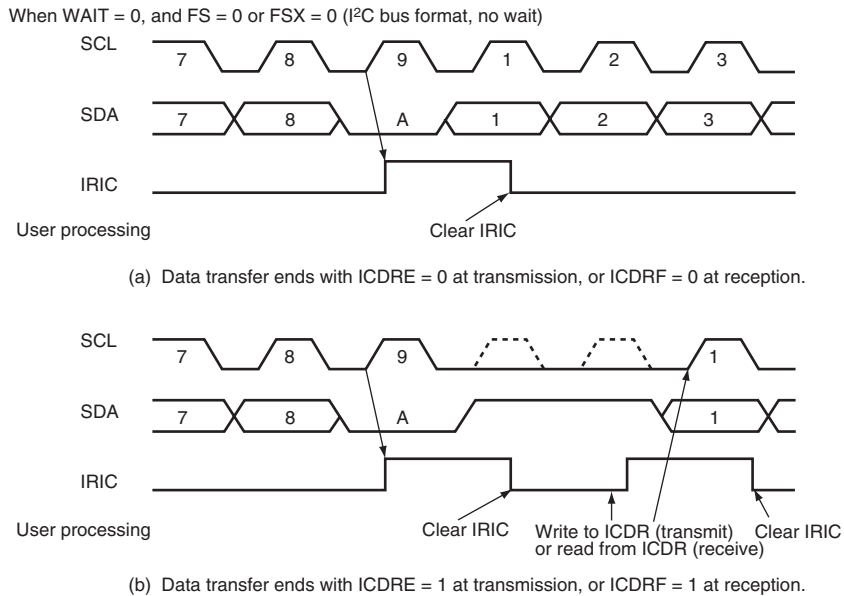 When WAIT = 0, and FS = 0 or FSX = 0 (I²C bus format, no wait)
SCL 7 8 9 1 2 3
SDA 7 8 A 1 2 3
IRIC
User processing Clear IRIC
(a) Data transfer ends with ICDRE = 0 at transmission, or ICDRF = 0 at reception.
SCL 7 8 9 1
SDA 7 8 A 1
IRIC
User processing Clear IRIC Write to ICDR (transmit) Clear IRIC
or read from ICDR (receive)
(b) Data transfer ends with ICDRE = 1 at transmission, or ICDRF = 1 at reception.